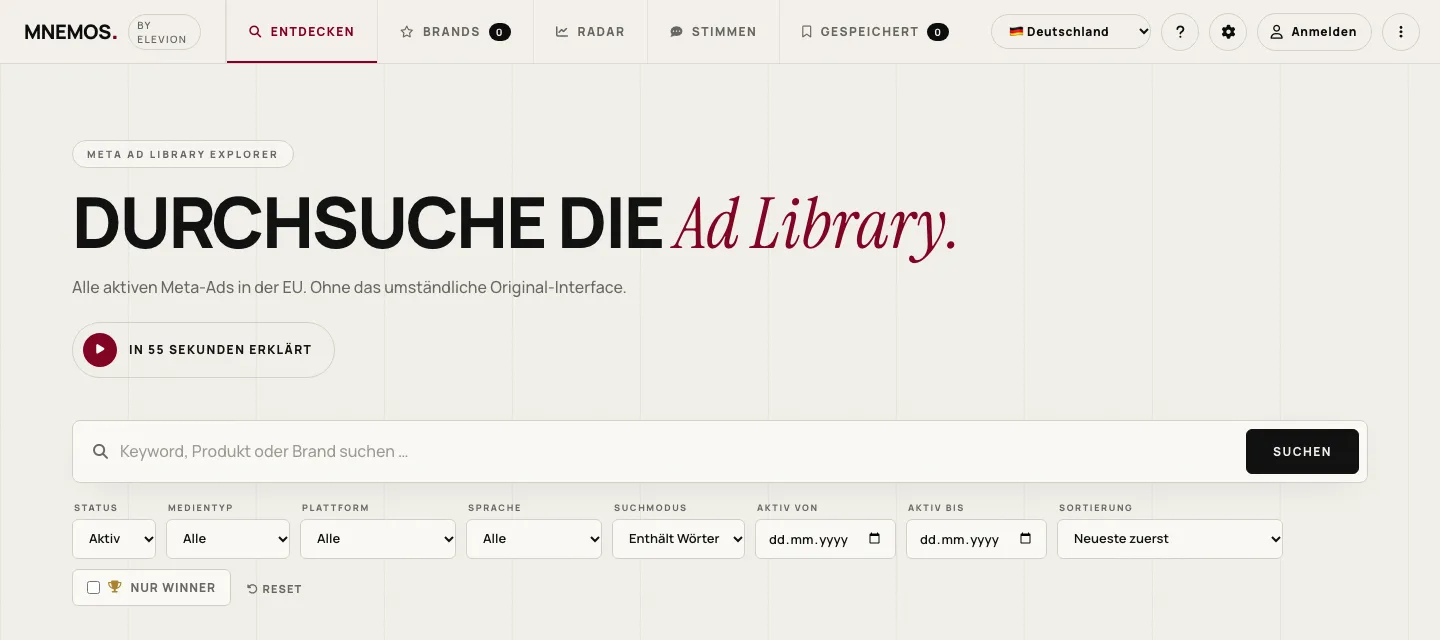 MNEMOS.
BY ELEVION
ENTDECKEN
BRANDS 0
RADAR
STIMMEN
GESPEICHERT 0
Deutschland
?
Anmelden
META AD LIBRARY EXPLORER
DURCHSUCHE DIE Ad Library.
Alle aktiven Meta-Ads in der EU. Ohne das umständliche Original-Interface.
IN 55 SEKUNDEN ERKLÄRT
Keyword, Produkt oder Brand suchen …
SUCHEN
STATUS
MEDIENTYP
PLATTFORM
SPRACHE
SUCHMODUS
AKTIV VON
AKTIV BIS
SORTIERUNG
Aktiv
Alle
Alle
Alle
Enthält Wörter
dd.mm.yyyy
dd.mm.yyyy
Neueste zuerst
NUR WINNER
RESET